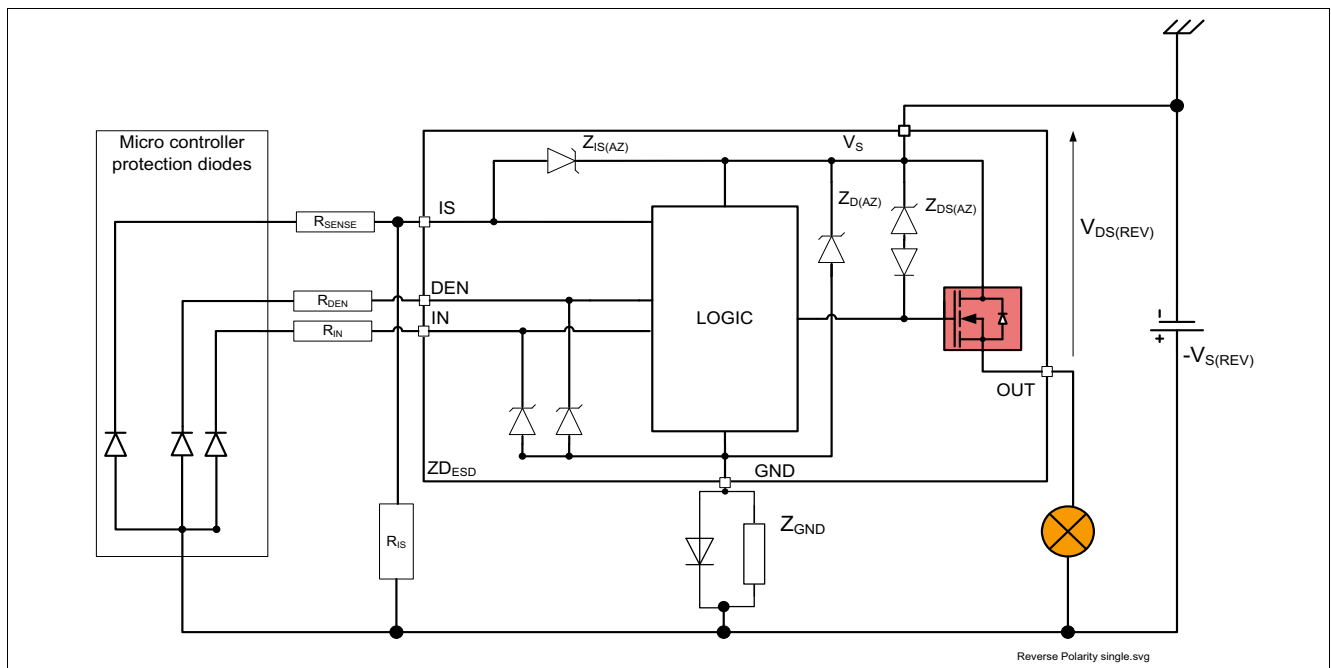 Micro controller
protection diodes
Z_IS(AZ)
V_S
R_SENSE
IS
Z_D(AZ)
Z_DS(AZ)
V_DS(REV)
R_DEN
DEN
R_IN
IN
LOGIC
-
+
-V_S(REV)
OUT
ZD_ESD
GND
R_IS
Z_GND
Reverse Polarity single.svg